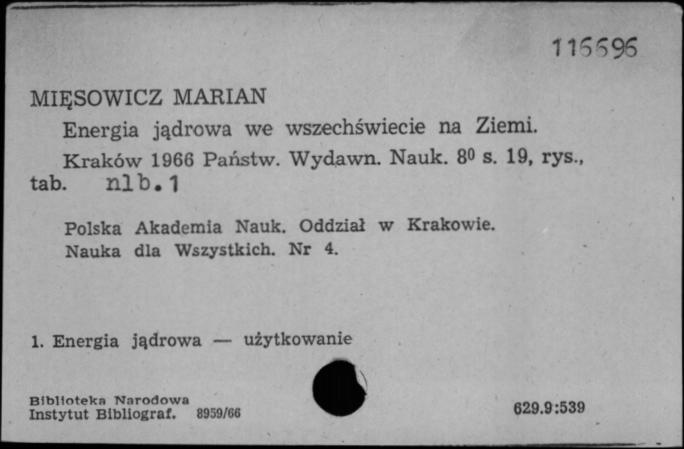 116696
MIĘSOWICZ MARIAN
Energia jądrowa we wszechświecie na Ziemi.
Kraków 1966 Państw. Wydawn. Nauk. 8⁰ s. 19, rys.,
tab. nlb. 1
Polska Akademia Nauk. Oddział w Krakowie.
Nauka dla Wszystkich. Nr 4.
1. Energia jądrowa — użytkowanie
Biblioteka Narodowa
Instytut Bibliograf. 8959/66
629.9:539